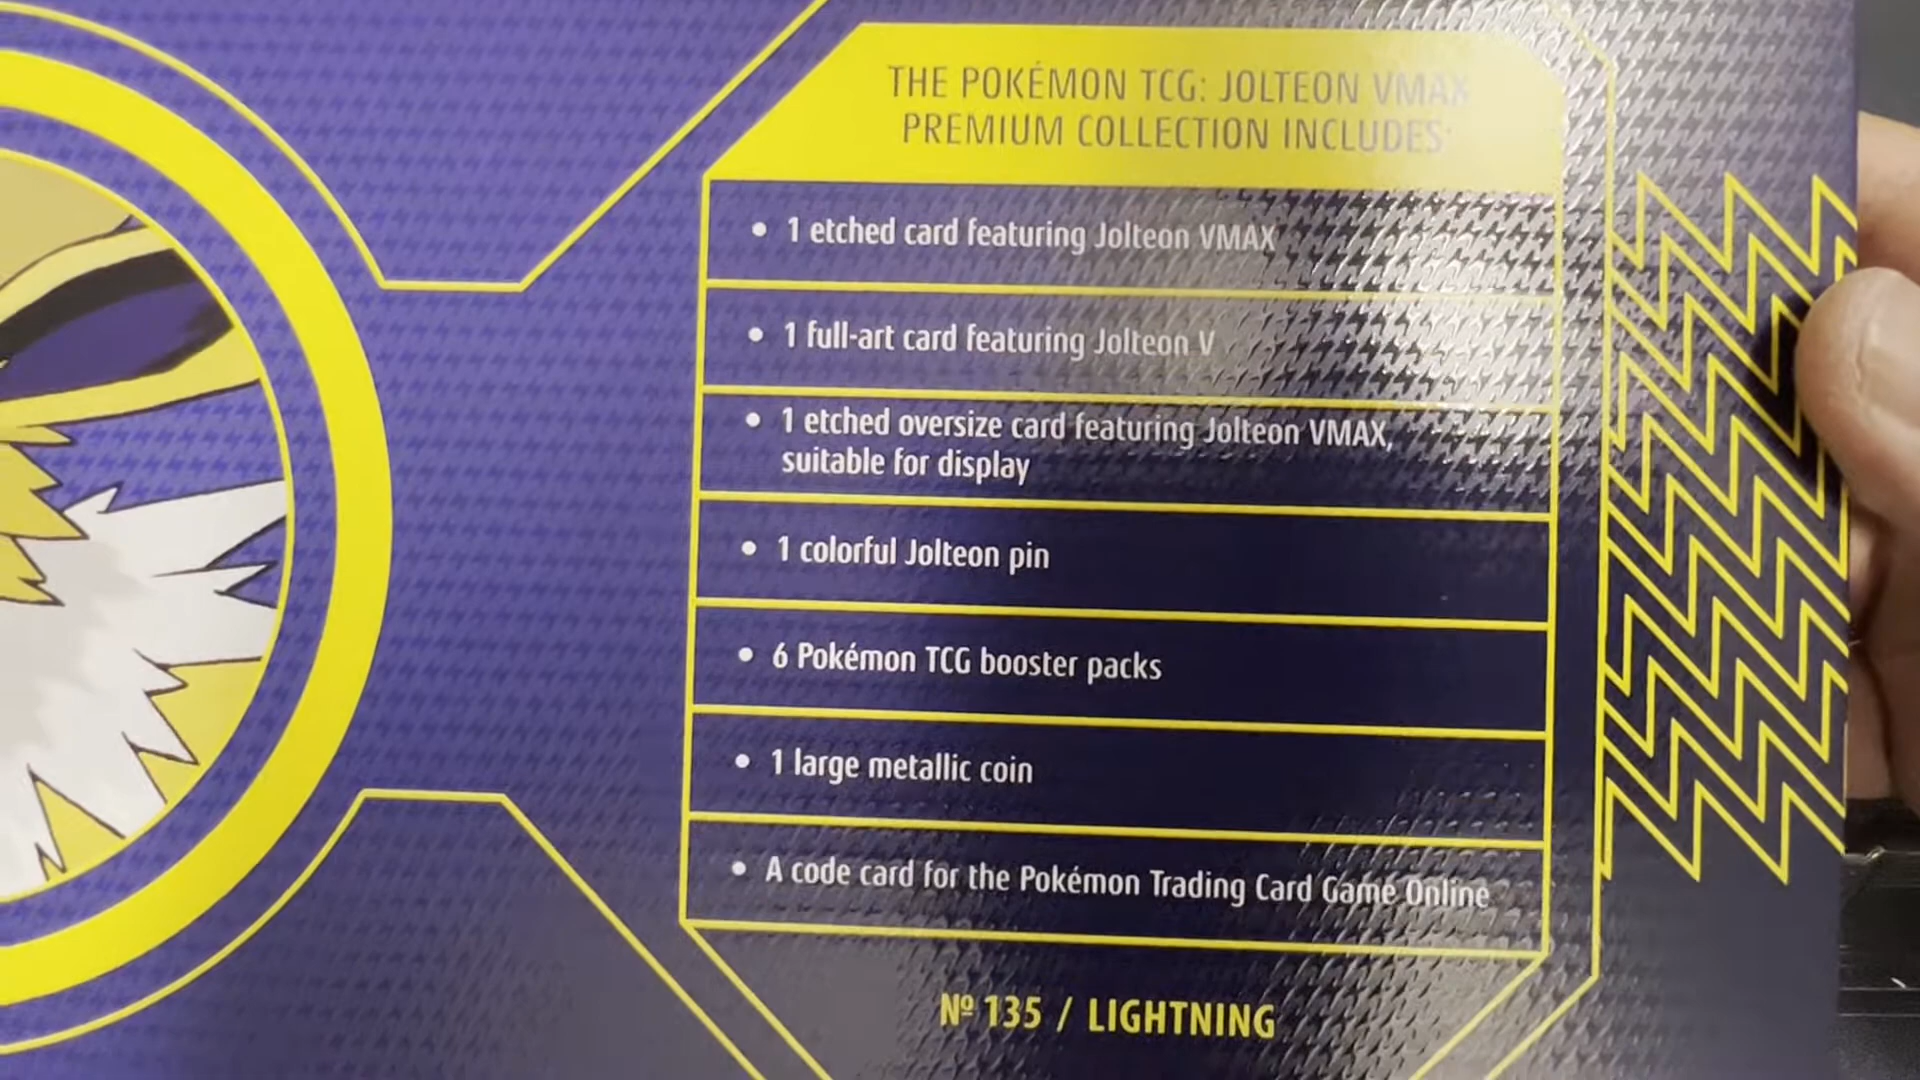 THE POKÉMON TCG: JOLTEON VMAX
PREMIUM COLLECTION INCLUDES:
• 1 etched card featuring Jolteon VMAX
• 1 full-art card featuring Jolteon V
• 1 etched oversize card featuring Jolteon VMAX,
suitable for display
• 1 colorful Jolteon pin
• 6 Pokémon TCG booster packs
• 1 large metallic coin
• A code card for the Pokémon Trading Card Game Online
Nº 135 / LIGHTNING